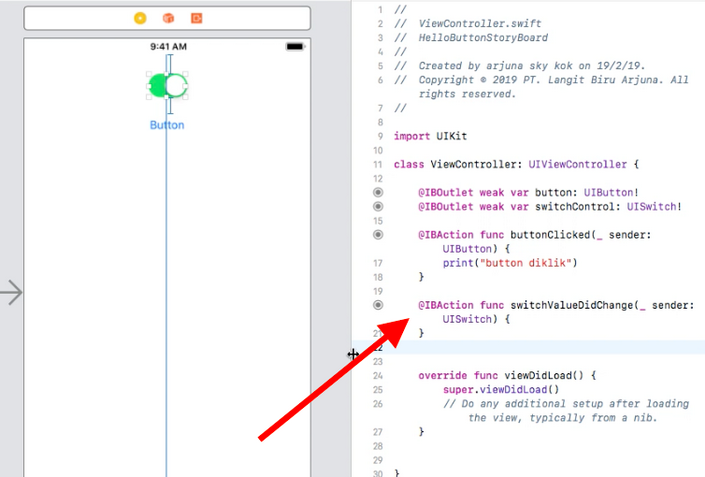 9:41 AM
Button
1 //
2 // ViewController.swift
3 // HelloButtonStoryBoard
4 //
5 // Created by arjuna sky kok on 19/2/19.
6 // Copyright © 2019 PT. Langit Biru Arjuna. All
rights reserved.
7 //
8
9 import UIKit
10
11 class ViewController: UIViewController {
12
@IBOutlet weak var button: UIButton!
@IBOutlet weak var switchControl: UISwitch!
15
@IBAction func buttonClicked(_ sender:
UIButton) {
17 print("button diklik")
18 }
19
@IBAction func switchValueDidChange(_ sender:
UISwitch) {
21 }
22
23
24 override func viewDidLoad() {
25 super.viewDidLoad()
26 // Do any additional setup after loading
the view, typically from a nib.
27 }
28
29
30 }